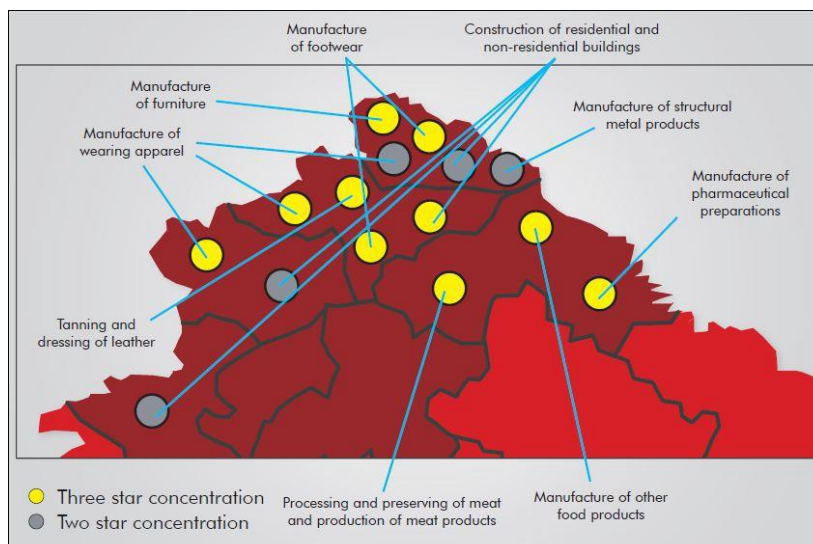 Manufacture
of footwear
Construction of residential and
non-residential buildings
Manufacture
of furniture
Manufacture of structural
metal products
Manufacture of
wearing apparel
Manufacture of
pharmaceutical
preparations
Tanning and
dressing of leather
Three star concentration
Two star concentration
Processing and preserving of meat
and production of meat products
Manufacture of other
food products